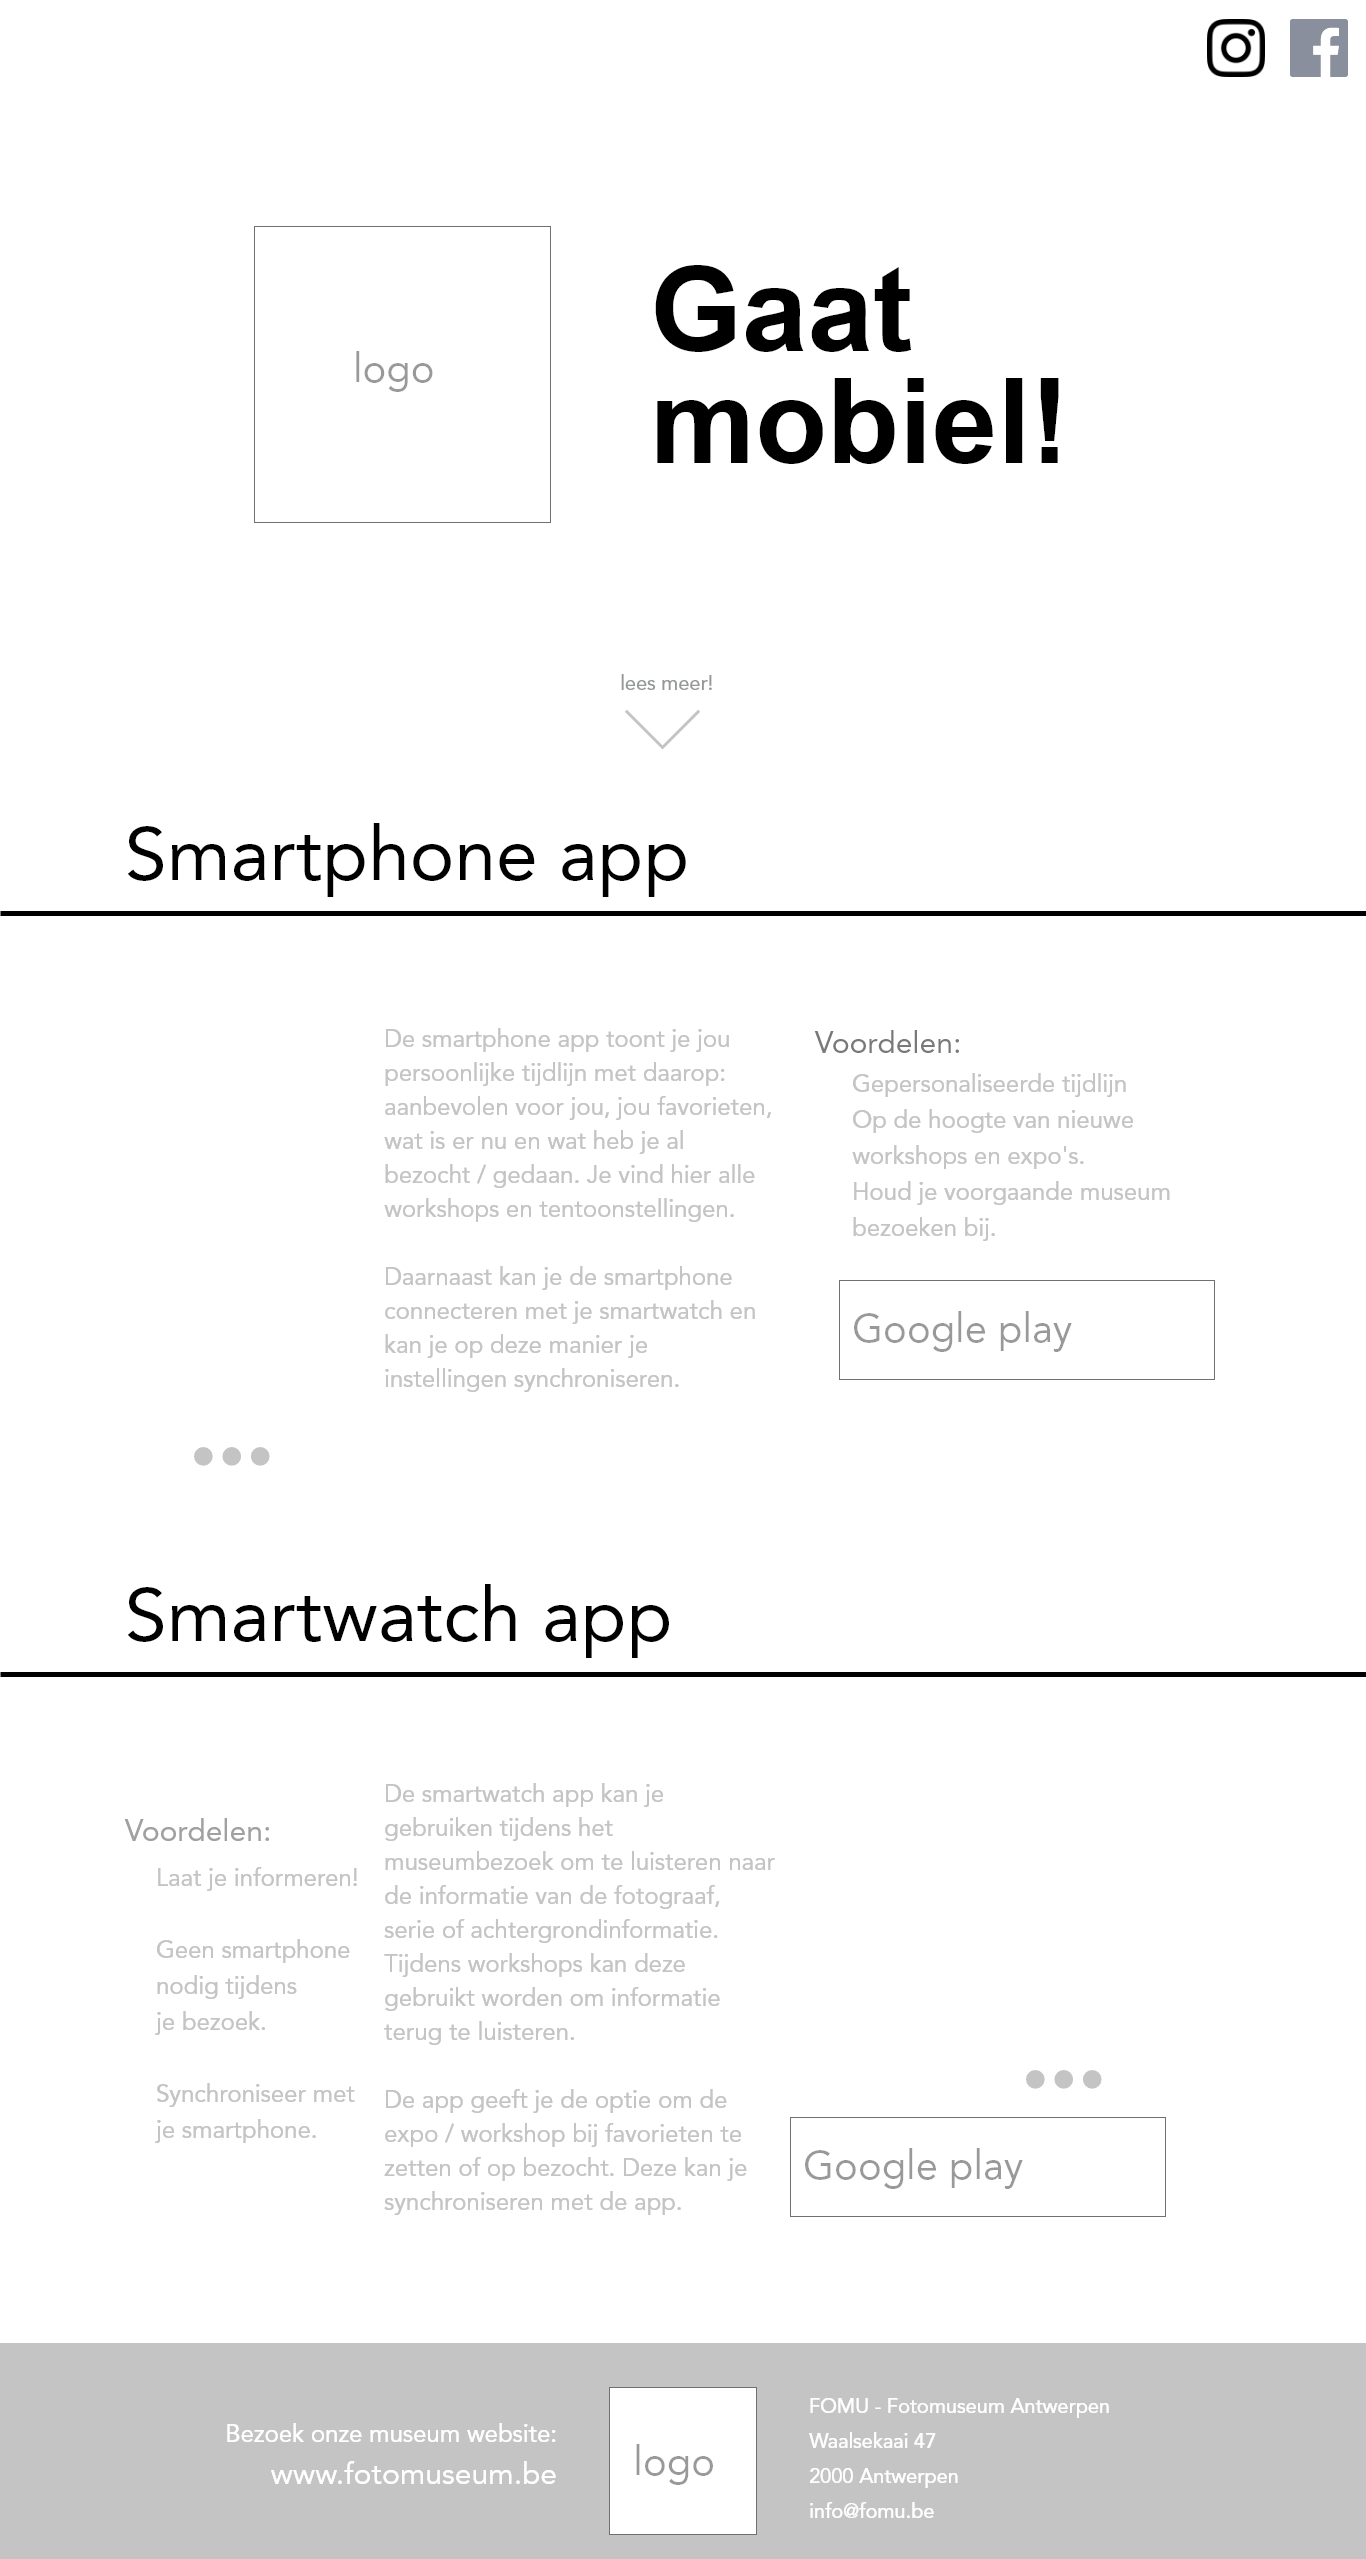 logo
Gaat
mobiel!
lees meer!
Smartphone app
De smartphone app toont je jou
persoonlijke tijdlijn met daarop:
aanbevolen voor jou, jou favorieten,
wat is er nu en wat heb je al
bezocht / gedaan. Je vind hier alle
workshops en tentoonstellingen.
Daarnaast kan je de smartphone
connecteren met je smartwatch en
kan je op deze manier je
instellingen synchroniseren.
Voordelen:
Gepersonaliseerde tijdlijn
Op de hoogte van nieuwe
workshops en expo's.
Houd je voorgaande museum
bezoeken bij.
Google play
Smartwatch app
Voordelen:
Laat je informeren!
Geen smartphone
nodig tijdens
je bezoek.
Synchroniseer met
je smartphone.
De smartwatch app kan je
gebruiken tijdens het
museumbezoek om te luisteren naar
de informatie van de fotograaf,
serie of achtergrondinformatie.
Tijdens workshops kan deze
gebruikt worden om informatie
terug te luisteren.
De app geeft je de optie om de
expo / workshop bij favorieten te
zetten of op bezocht. Deze kan je
synchroniseren met de app.
Google play
Bezoek onze museum website:
www.fotomuseum.be
logo
FOMU - Fotomuseum Antwerpen
Waalsekaai 47
2000 Antwerpen
info@fomu.be